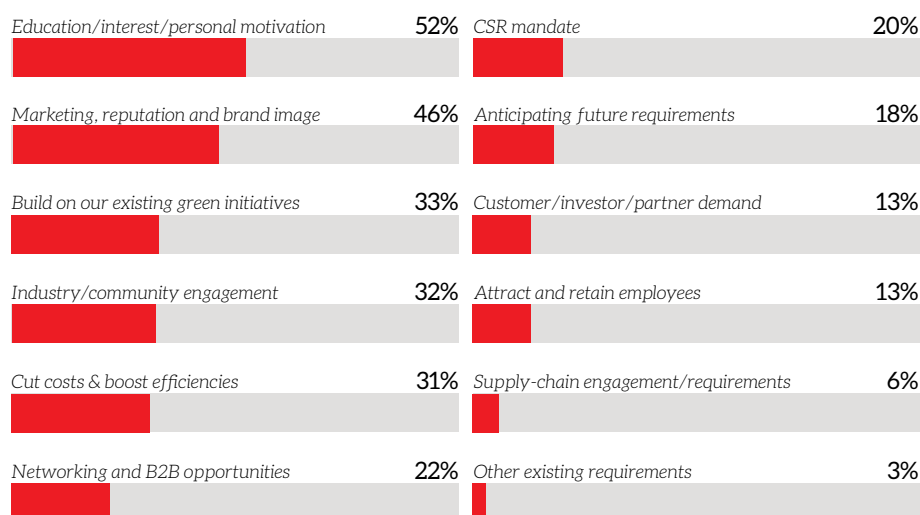 Education/interest/personal motivation 52%
Marketing, reputation and brand image 46%
Build on our existing green initiatives 33%
Industry/community engagement 32%
Cut costs & boost efficiencies 31%
Networking and B2B opportunities 22%
CSR mandate 20%
Anticipating future requirements 18%
Customer/investor/partner demand 13%
Attract and retain employees 13%
Supply-chain engagement/requirements 6%
Other existing requirements 3%